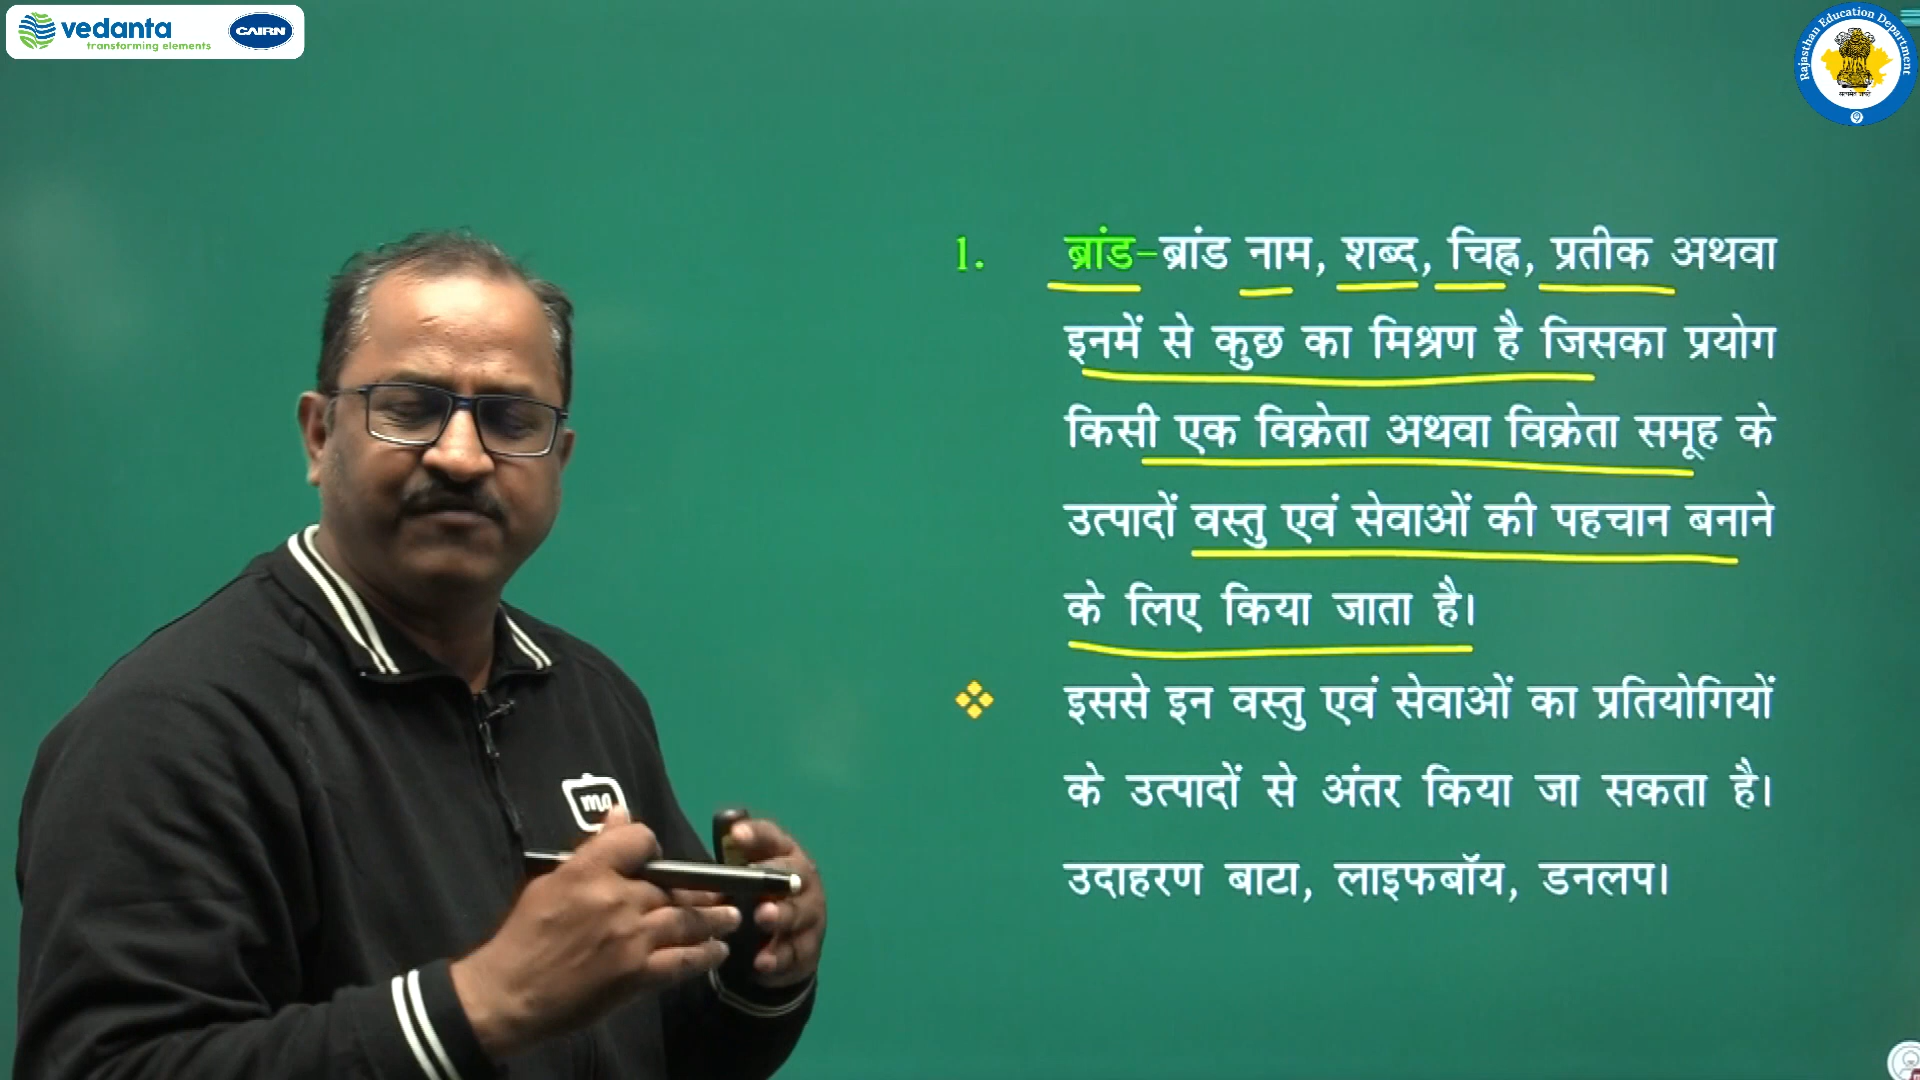 vedanta
transforming elements
CAIRN
Rajasthan Education Department
1. ब्रांड-ब्रांड नाम, शब्द, चिह्न, प्रतीक अथवा
इनमें से कुछ का मिश्रण है जिसका प्रयोग
किसी एक विक्रेता अथवा विक्रेता समूह के
उत्पादों वस्तु एवं सेवाओं की पहचान बनाने
के लिए किया जाता है।
इससे इन वस्तु एवं सेवाओं का प्रतियोगियों
के उत्पादों से अंतर किया जा सकता है।
उदाहरण बाटा, लाइफबॉय, डनलप।